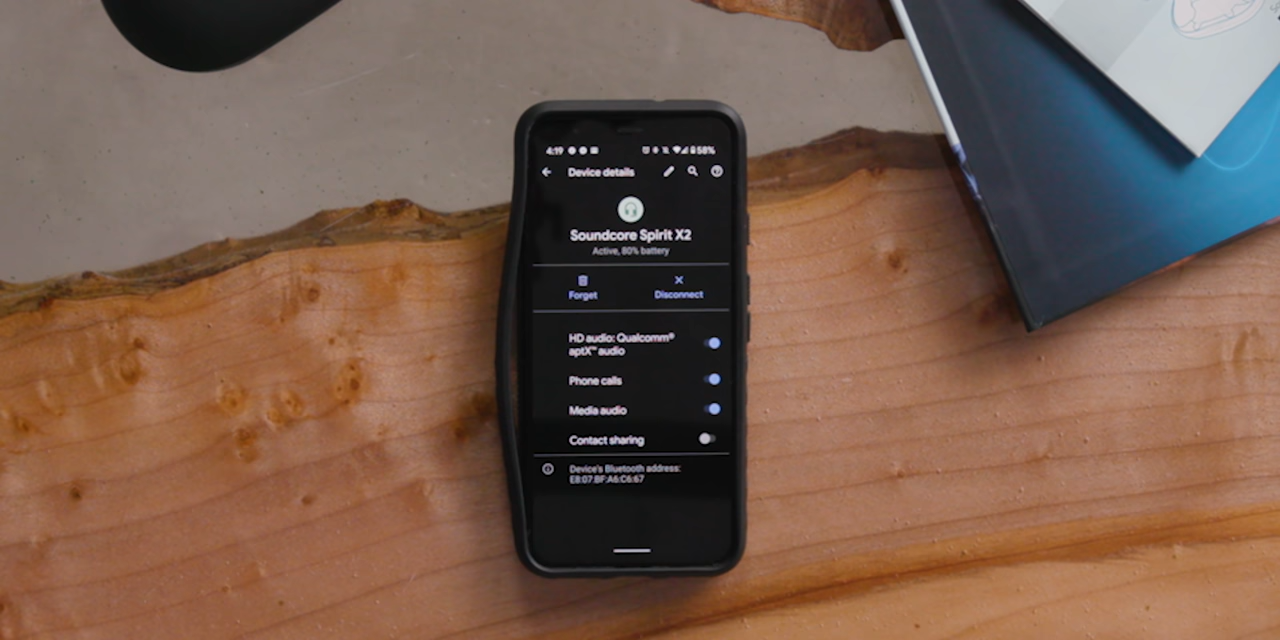 4:19
58%
Device details
Soundcore Spirit X2
Active, 80% battery
Forget
Disconnect
HD audio: Qualcomm®
aptX™ audio
Phone calls
Media audio
Contact sharing
Device's Bluetooth address:
E8:07:BF:A6:C6:67